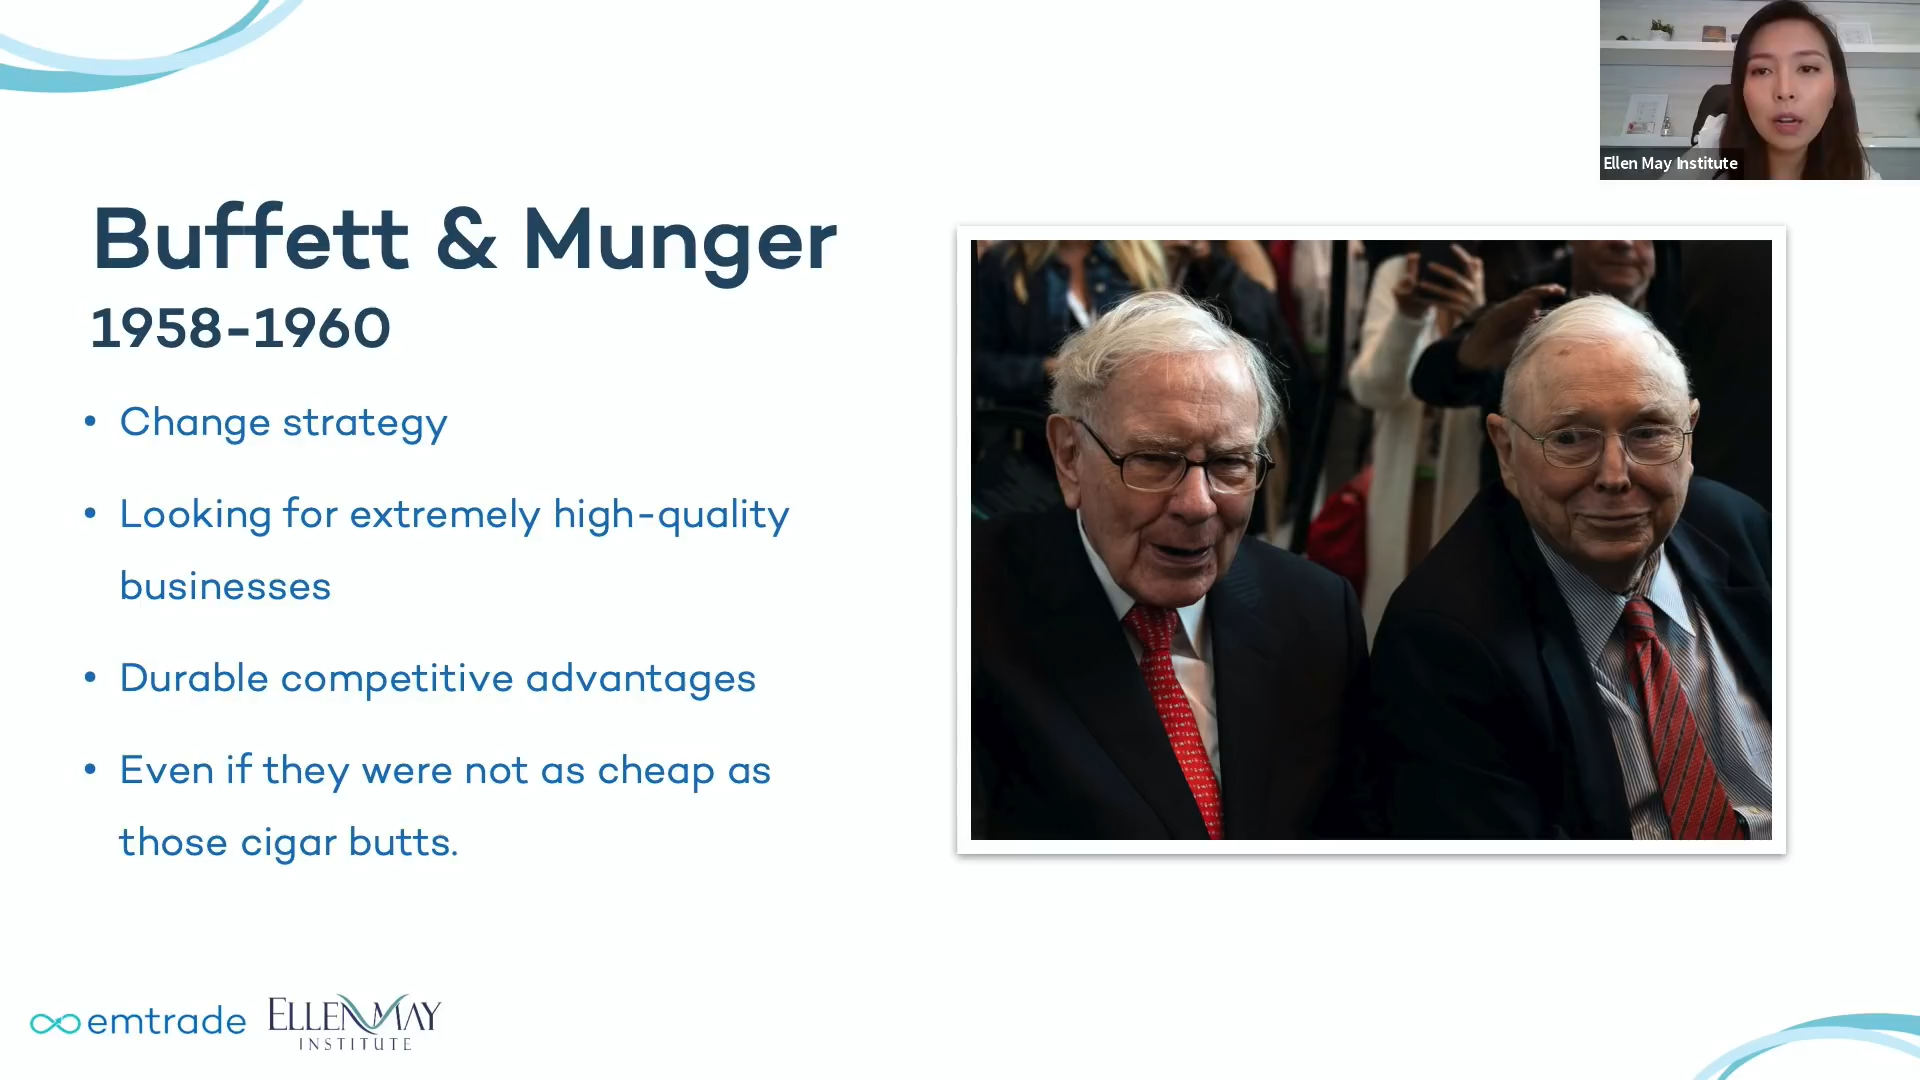 Ellen May Institute
Buffett & Munger
1958-1960
• Change strategy
• Looking for extremely high-quality
businesses
• Durable competitive advantages
• Even if they were not as cheap as
those cigar butts.
emtrade
ELLEN MAY
INSTITUTE